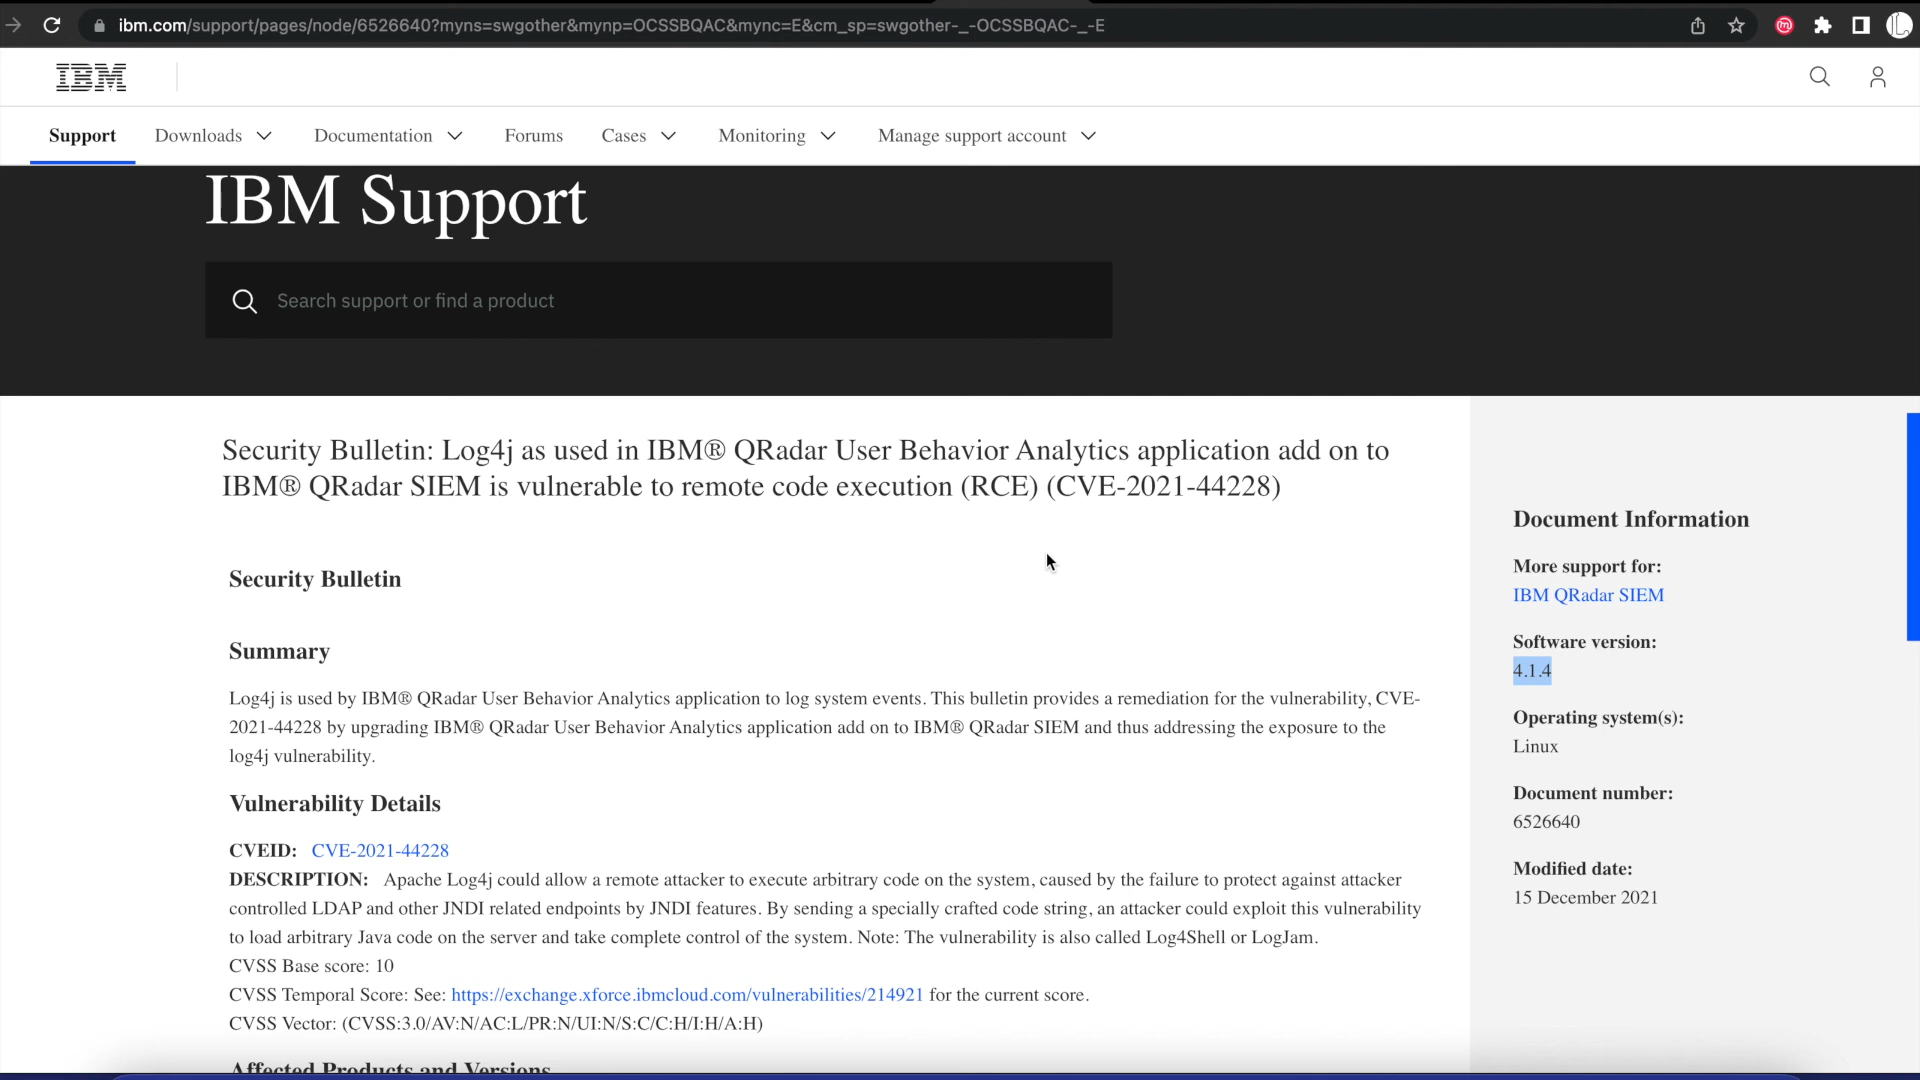 ibm.com/support/pages/node/6526640?myns=swgother&mynp=OCSSBQAC&mync=E&cm_sp=swgother-_-OCSSBQAC-_-E
IBM
Support Downloads Documentation Forums Cases Monitoring Manage support account
IBM Support
Search support or find a product
Security Bulletin: Log4j as used in IBM® QRadar User Behavior Analytics application add on to
IBM® QRadar SIEM is vulnerable to remote code execution (RCE) (CVE-2021-44228)
Security Bulletin
Summary
Log4j is used by IBM® QRadar User Behavior Analytics application to log system events. This bulletin provides a remediation for the vulnerability, CVE-
2021-44228 by upgrading IBM® QRadar User Behavior Analytics application add on to IBM® QRadar SIEM and thus addressing the exposure to the
log4j vulnerability.
Vulnerability Details
CVEID: CVE-2021-44228
DESCRIPTION: Apache Log4j could allow a remote attacker to execute arbitrary code on the system, caused by the failure to protect against attacker
controlled LDAP and other JNDI related endpoints by JNDI features. By sending a specially crafted code string, an attacker could exploit this vulnerability
to load arbitrary Java code on the server and take complete control of the system. Note: The vulnerability is also called Log4Shell or LogJam.
CVSS Base score: 10
CVSS Temporal Score: See: https://exchange.xforce.ibmcloud.com/vulnerabilities/214921 for the current score.
CVSS Vector: (CVSS:3.0/AV:N/AC:L/PR:N/UI:N/S:C/C:H/I:H/A:H)
Affected Products and Versions
Document Information
More support for:
IBM QRadar SIEM
Software version:
4.1.4
Operating system(s):
Linux
Document number:
6526640
Modified date:
15 December 2021